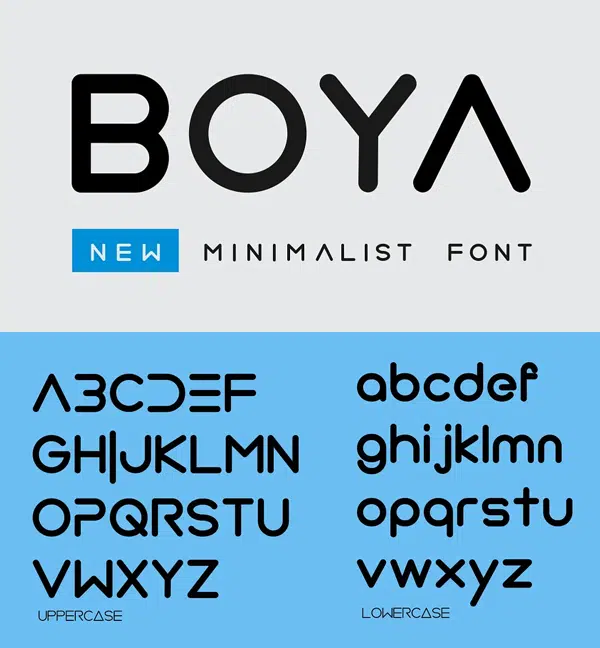 BOYA
NEW MINIMALIST FONT
ABCDEF
GHIJKLMN
OPQRSTU
VWXYZ
UPPERCASE
abcdef
ghijklmn
opqrstu
vwxyz
LOWERCASE